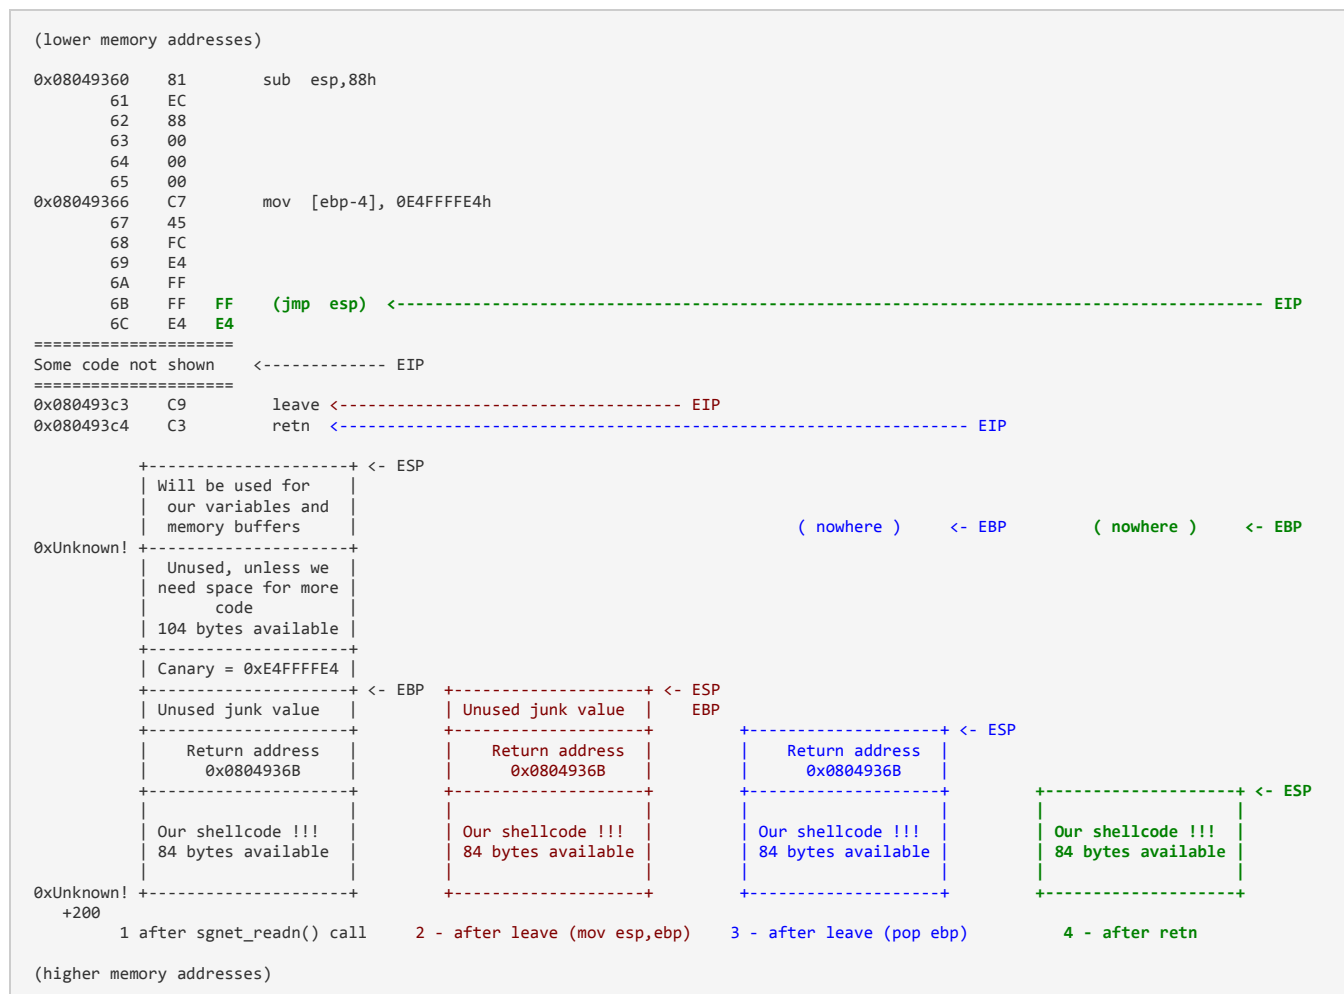 (lower memory addresses)
0x08049360    81        sub  esp,88h
        61    EC
        62    88
        63    00
        64    00
        65    00
0x08049366    C7        mov  [ebp-4], 0E4FFFFE4h
        67    45
        68    FC
        69    E4
        6A    FF
        6B    FF   FF    (jmp  esp)  <------------------------------------------------------------------------------------------- EIP
        6C    E4   E4
=====================
Some code not shown    <------------- EIP
=====================
0x080493c3    C9         leave <----------------------------------- EIP
0x080493c4    C3         retn  <------------------------------------------------------------------ EIP
           +---------------------+ <- ESP
           | Will be used for    |
           |  our variables and  |
           |  memory buffers     |                                              ( nowhere )     <- EBP         ( nowhere )     <- EBP
0xUnknown! +---------------------+
           |  Unused, unless we  |
           | need space for more |
           |       code          |
           | 104 bytes available |
           +---------------------+
           | Canary = 0xE4FFFFE4 |
           +---------------------+ <- EBP  +--------------------+ <- ESP
           | Unused junk value   |         | Unused junk value  |    EBP
           +---------------------+         +--------------------+         +--------------------+ <- ESP
           |    Return address   |         |    Return address  |         |    Return address  |
           |      0x0804936B     |         |      0x0804936B    |         |      0x0804936B    |
           +---------------------+         +--------------------+         +--------------------+         +--------------------+ <- ESP
           |                     |         |                    |         |                    |         |                    |
           | Our shellcode !!!   |         | Our shellcode !!!  |         | Our shellcode !!!  |         | Our shellcode !!!  |
           | 84 bytes available  |         | 84 bytes available |         | 84 bytes available |         | 84 bytes available |
           |                     |         |                    |         |                    |         |                    |
0xUnknown! +---------------------+         +--------------------+         +--------------------+         +--------------------+
   +200
         1 after sgnet_readn() call     2 - after leave (mov esp,ebp)    3 - after leave (pop ebp)          4 - after retn
(higher memory addresses)